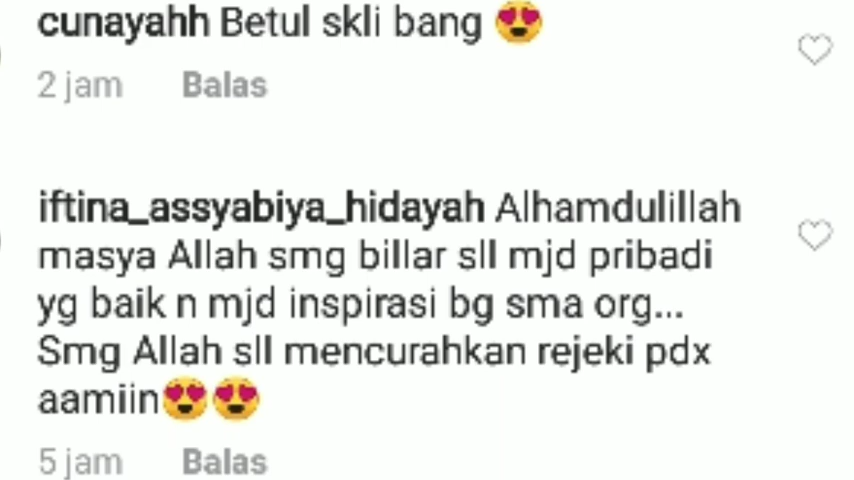 cunayahh Betul skli bang 😍
2 jam Balas
iftina_assyabiya_hidayah Alhamdulillah
masya Allah smg billar sll mjd pribadi
yg baik n mjd inspirasi bg sma org...
Smg Allah sll mencurahkan rejeki pdx
aamiin😍😍
5 jam Balas